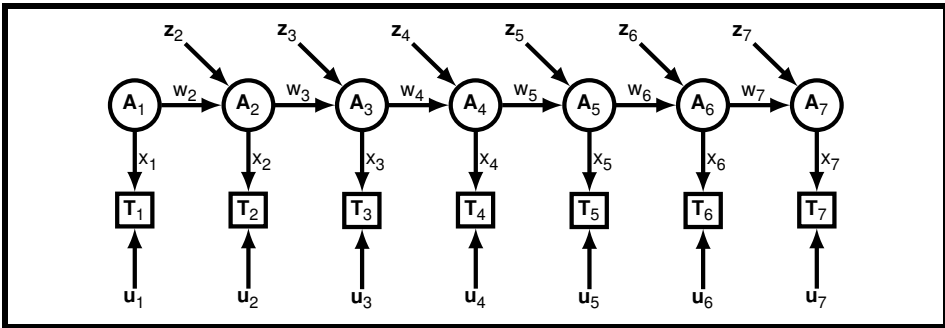 z₂ z₃ z₄ z₅ z₆ z₇
w₂ w₃ w₄ w₅ w₆ w₇
A₁ A₂ A₃ A₄ A₅ A₆ A₇
x₁ x₂ x₃ x₄ x₅ x₆ x₇
T₁ T₂ T₃ T₄ T₅ T₆ T₇
u₁ u₂ u₃ u₄ u₅ u₆ u₇